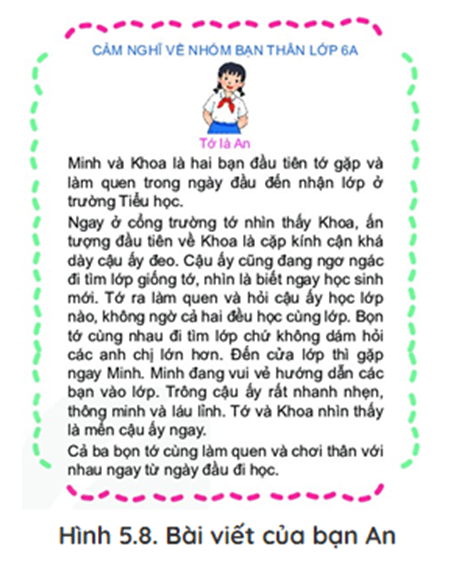 CẢM NGHĨ VỀ NHÓM BẠN THÂN LỚP 6A
Tớ là An
Minh và Khoa là hai bạn đầu tiên tớ gặp và
làm quen trong ngày đầu đến nhận lớp ở
trường Tiểu học.
Ngay ở cổng trường tớ nhìn thấy Khoa, ấn
tượng đầu tiên về Khoa là cặp kính cận khá
dày cậu ấy đeo. Cậu ấy cũng đang ngơ ngác
đi tìm lớp giống tớ, nhìn là biết ngay học sinh
mới. Tớ ra làm quen và hỏi cậu ấy học lớp
nào, không ngờ cả hai đều học cùng lớp. Bọn
tớ cùng nhau đi tìm lớp chứ không dám hỏi
các anh chị lớn hơn. Đến cửa lớp thì gặp
ngay Minh. Minh đang vui vẻ hướng dẫn các
bạn vào lớp. Trông cậu ấy rất nhanh nhẹn,
thông minh và láu lỉnh. Tớ và Khoa nhìn thấy
là mến cậu ấy ngay.
Cả ba bọn tớ cùng làm quen và chơi thân với
nhau ngay từ ngày đầu đi học.
Hình 5.8. Bài viết của bạn An